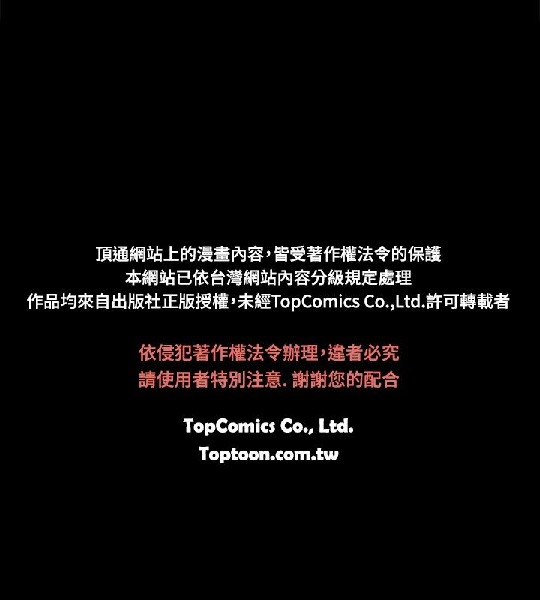 頂通網站上的漫畫內容,皆受著作權法令的保護
本網站已依台灣網站內容分級規定處理
作品均來自出版社正版授權,未經TopComics Co.,Ltd.許可轉載者
依侵犯著作權法令辦理,違者必究
請使用者特別注意. 謝謝您的配合
TopComics Co., Ltd.
Toptoon.com.tw